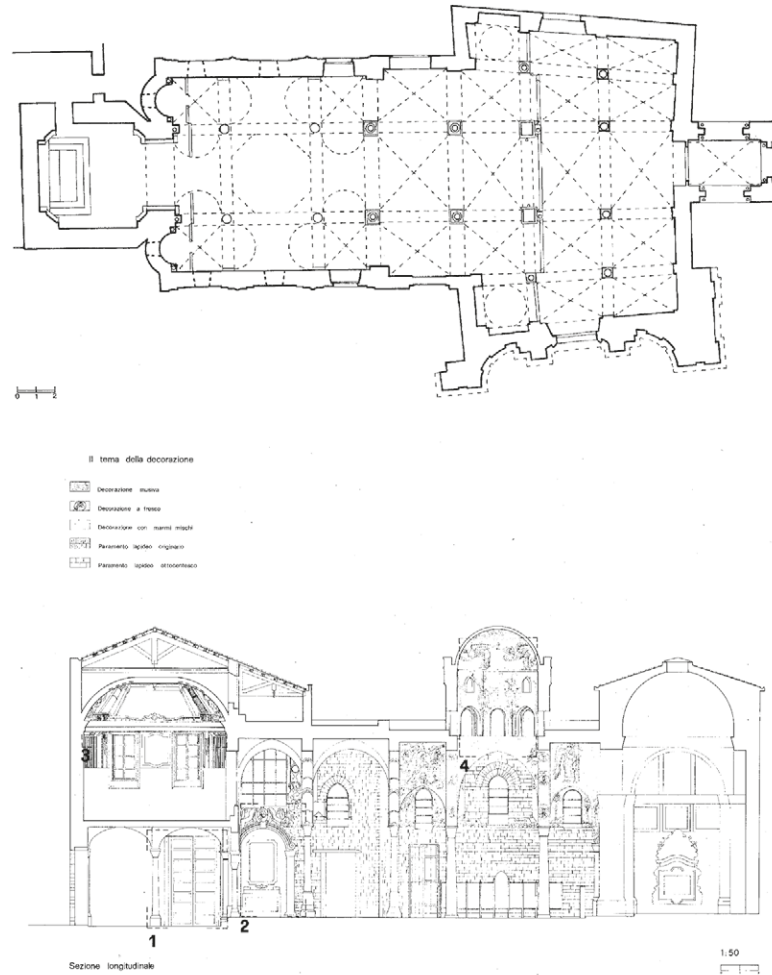 0 1 2
Il tema della decorazione
Decorazione musiva
Decorazione a fresco
Decorazione con marmi mischi
Paramento lapideo originario
Paramento lapideo ottocentesco
3
4
1
2
Sezione longitudinale
1:50